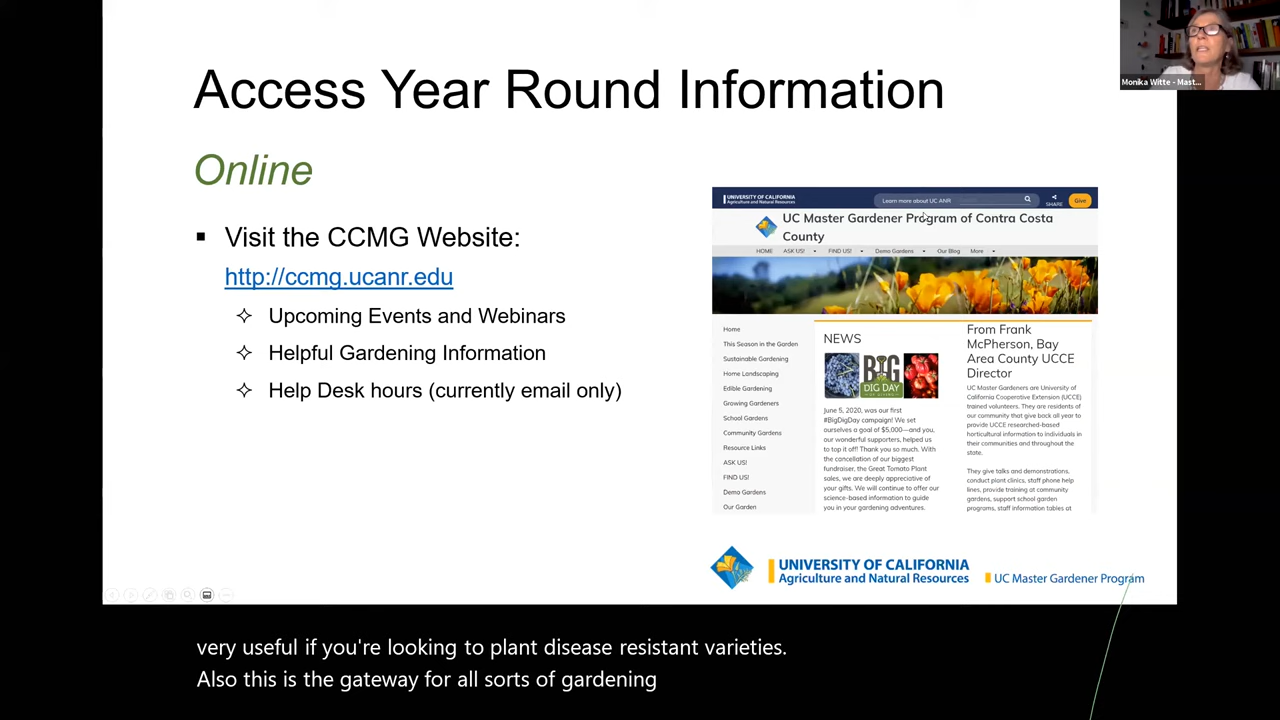 Access Year Round Information
Monika Witte - Mast...
Online
▪ Visit the CCMG Website:
http://ccmg.ucanr.edu
✧ Upcoming Events and Webinars
✧ Helpful Gardening Information
✧ Help Desk hours (currently email only)
UNIVERSITY OF CALIFORNIA
Agriculture and Natural Resources
Learn more about UC ANR
SHARE
Give
UC Master Gardener Program of Contra Costa
County
HOME ASK US! FIND US! Demo Gardens Our Blog More
Home
This Season in the Garden
Sustainable Gardening
Home Landscaping
Edible Gardening
Growing Gardeners
School Gardens
Community Gardens
Resource Links
ASK US!
FIND US!
Demo Gardens
Our Garden
NEWS
BIG
DIG DAY
June 5, 2020, was our first
#BigDigDay campaign! We set
ourselves a goal of $5,000—and you,
our wonderful supporters, helped us
to top it off! Thank you so much. With
the cancellation of our biggest
fundraiser, the Great Tomato Plant
sales, we are deeply appreciative of
your gifts. We will continue to offer our
science-based information to guide
you in your gardening adventures.
From Frank
McPherson, Bay
Area County UCCE
Director
UC Master Gardeners are University of
California Cooperative Extension (UCCE)
trained volunteers. They are residents of
our community that give back all year to
provide UCCE researched-based
horticultural information to individuals in
their communities and throughout the
state.
They give talks and demonstrations,
conduct plant clinics, staff phone help
lines, provide training at community
gardens, support school garden
programs, staff information tables at
UNIVERSITY OF CALIFORNIA
Agriculture and Natural Resources
UC Master Gardener Program
very useful if you're looking to plant disease resistant varieties.
Also this is the gateway for all sorts of gardening